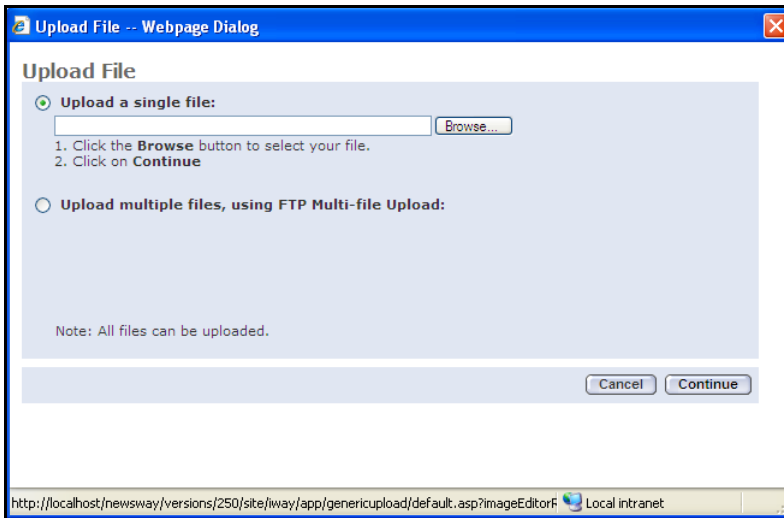 Upload File -- Webpage Dialog
Upload File
Upload a single file:
Browse...
1. Click the Browse button to select your file.
2. Click on Continue
Upload multiple files, using FTP Multi-file Upload:
Note: All files can be uploaded.
Cancel Continue
http://localhost/newsway/versions/250/site/iway/app/genericupload/default.asp?imageEditorF Local intranet